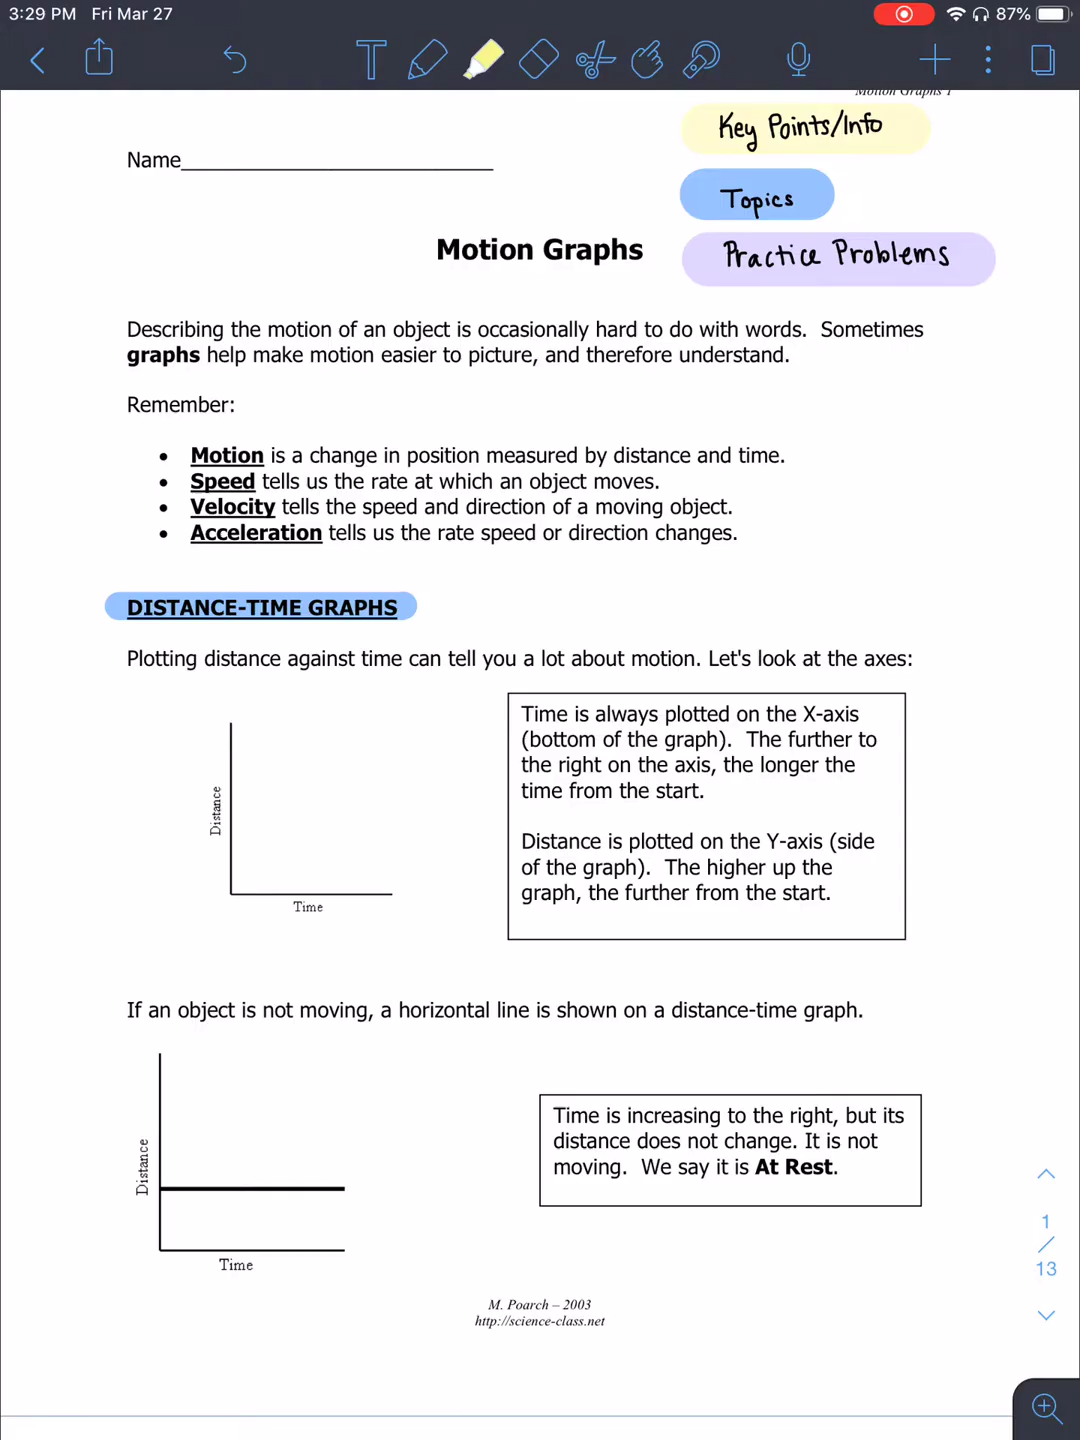 3:29 PM Fri Mar 27
87%
Motion Graphs 1
Key Points/Info
Name
Topics
Motion Graphs
Practice Problems
Describing the motion of an object is occasionally hard to do with words. Sometimes
graphs help make motion easier to picture, and therefore understand.
Remember:
• Motion is a change in position measured by distance and time.
• Speed tells us the rate at which an object moves.
• Velocity tells the speed and direction of a moving object.
• Acceleration tells us the rate speed or direction changes.
DISTANCE-TIME GRAPHS
Plotting distance against time can tell you a lot about motion. Let's look at the axes:
Distance
Time
Time is always plotted on the X-axis
(bottom of the graph). The further to
the right on the axis, the longer the
time from the start.
Distance is plotted on the Y-axis (side
of the graph). The higher up the
graph, the further from the start.
If an object is not moving, a horizontal line is shown on a distance-time graph.
Distance
Time
Time is increasing to the right, but its
distance does not change. It is not
moving. We say it is At Rest.
1
/
13
M. Poarch – 2003
http://science-class.net